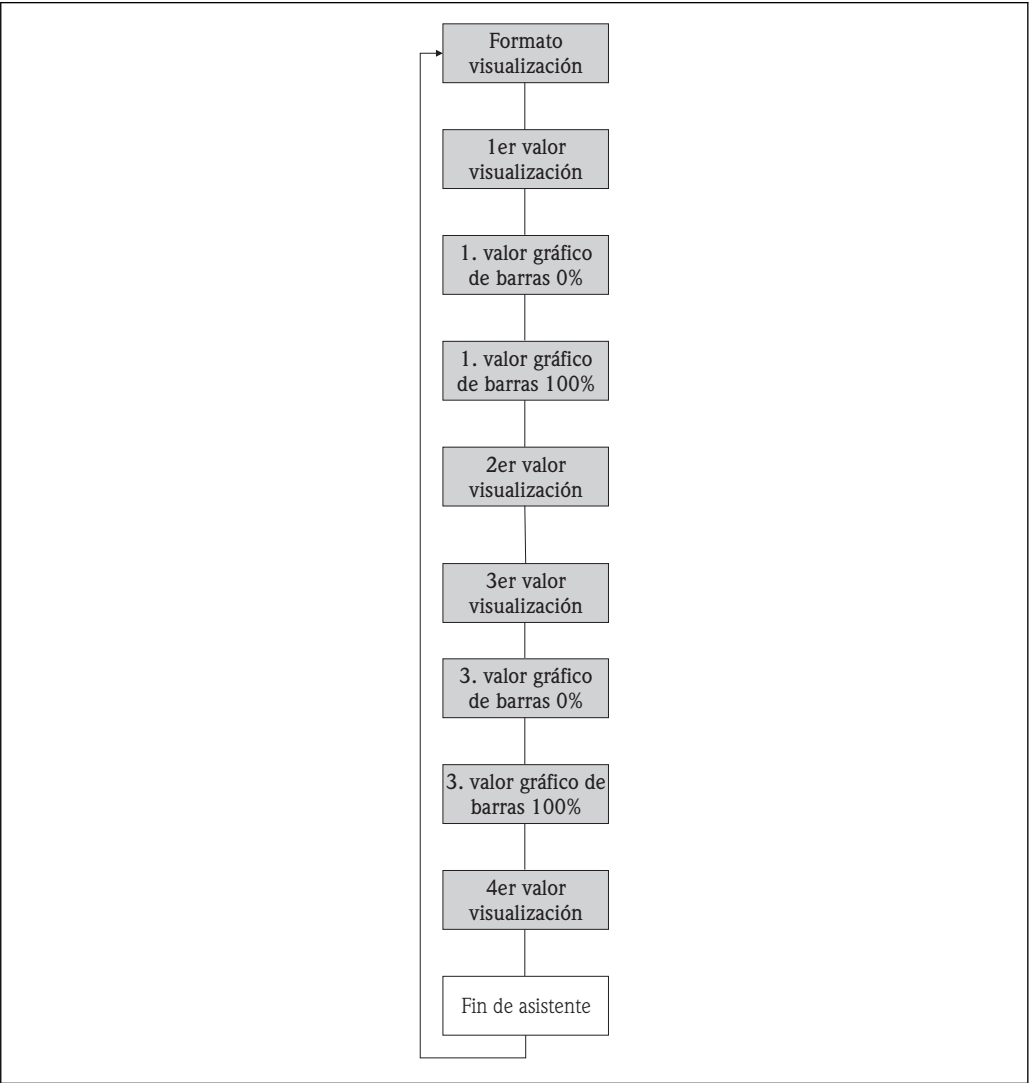 Formato
visualización
1er valor
visualización
1. valor gráfico
de barras 0%
1. valor gráfico
de barras 100%
2er valor
visualización
3er valor
visualización
3. valor gráfico
de barras 0%
3. valor gráfico de
barras 100%
4er valor
visualización
Fin de asistente